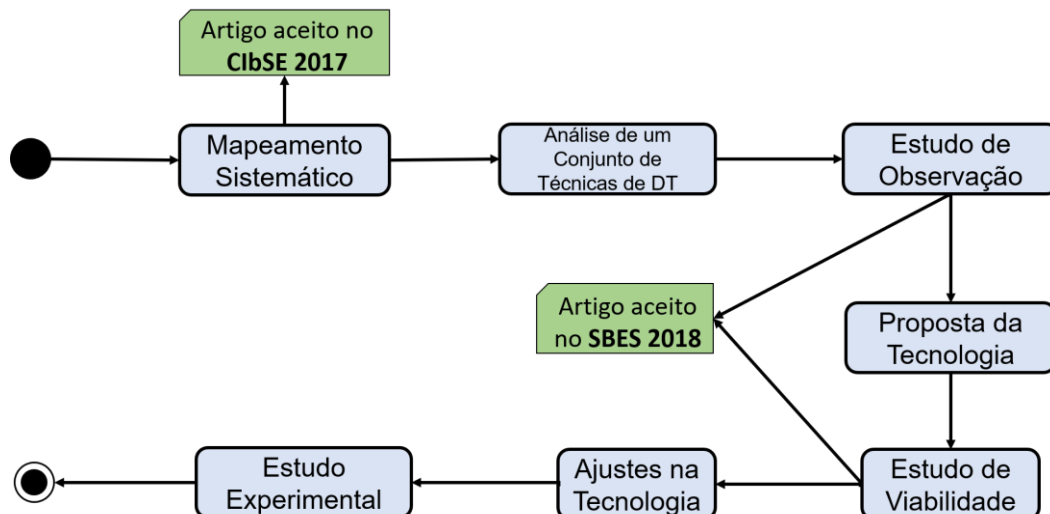 Artigo aceito no
CIbSE 2017
Mapeamento
Sistemático
Análise de um
Conjunto de
Técnicas de DT
Estudo de
Observação
Artigo aceito
no SBES 2018
Proposta da
Tecnologia
Estudo
Experimental
Ajustes na
Tecnologia
Estudo de
Viabilidade